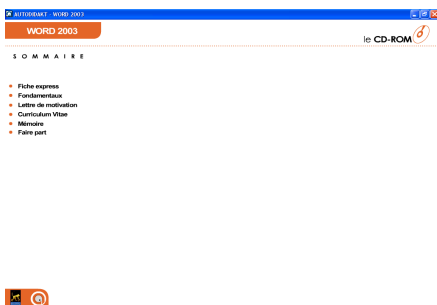 AUTODIDAKT - WORD 2003
WORD 2003
le CD-ROM
SOMMAIRE
Fiche express
Fondamentaux
Lettre de motivation
Curriculum Vitae
Mémoire
Faire part